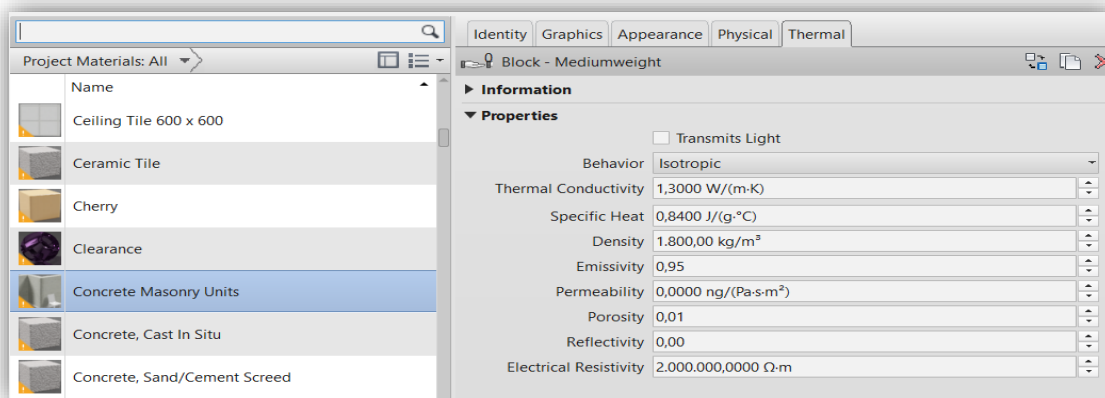 Project Materials: All
Name
Ceiling Tile 600 x 600
Ceramic Tile
Cherry
Clearance
Concrete Masonry Units
Concrete, Cast In Situ
Concrete, Sand/Cement Screed
Identity Graphics Appearance Physical Thermal
Block - Mediumweight
Information
Properties
Transmits Light
Behavior Isotropic
Thermal Conductivity 1,3000 W/(m·K)
Specific Heat 0,8400 J/(g·°C)
Density 1.800,00 kg/m³
Emissivity 0,95
Permeability 0,0000 ng/(Pa·s·m²)
Porosity 0,01
Reflectivity 0,00
Electrical Resistivity 2.000.000,0000 Ω·m